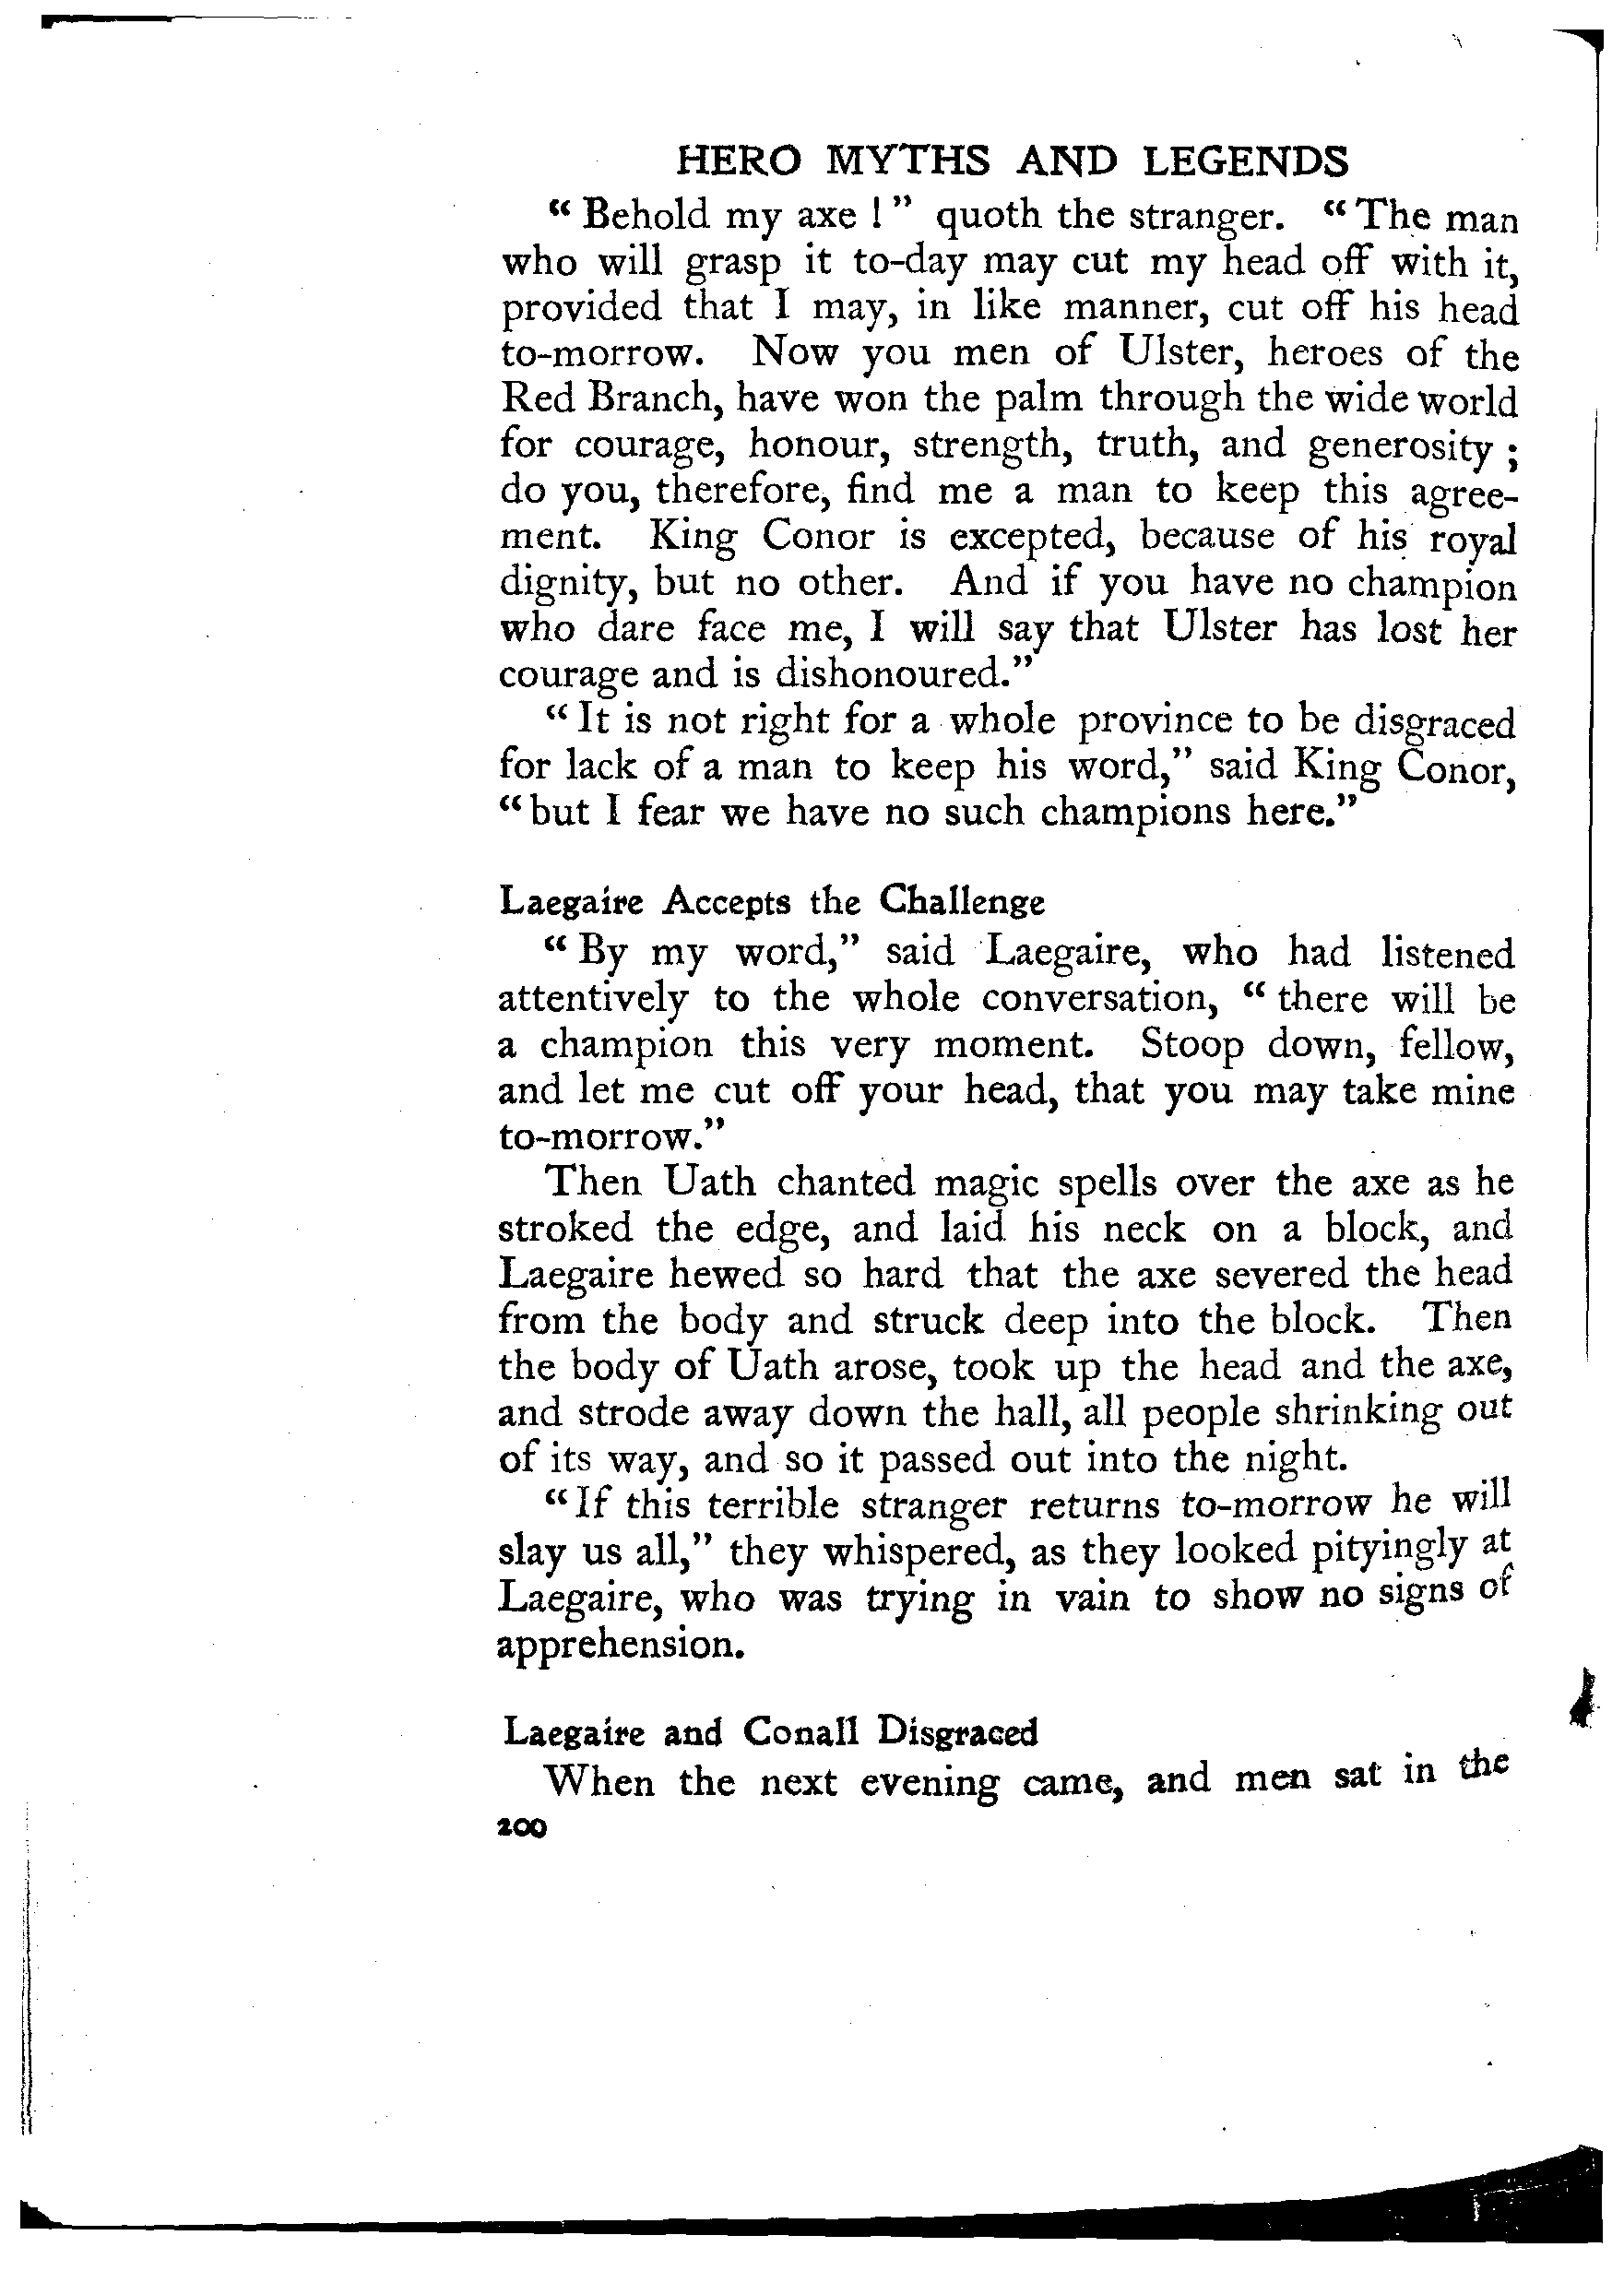 HERO MYTHS AND LEGENDS
“ Behold my axe ! ” quoth the stranger. “ The man
who will grasp it to-day may cut my head off with it,
provided that I may, in like manner, cut off his head
to-morrow. Now you men of Ulster, heroes of the
Red Branch, have won the palm through the wide world
for courage, honour, strength, truth, and generosity ;
do you, therefore, find me a man to keep this agree-
ment. King Conor is excepted, because of his royal
dignity, but no other. And if you have no champion
who dare face me, I will say that Ulster has lost her
courage and is dishonoured.”
“ It is not right for a whole province to be disgraced
for lack of a man to keep his word,” said King Conor,
“ but I fear we have no such champions here.”
Laegaire Accepts the Challenge
“ By my word,” said Laegaire, who had listened
attentively to the whole conversation, “ there will be
a champion this very moment. Stoop down, fellow,
and let me cut off your head, that you may take mine
to-morrow.”
Then Uath chanted magic spells over the axe as he
stroked the edge, and laid his neck on a block, and
Laegaire hewed so hard that the axe severed the head
from the body and struck deep into the block. Then
the body of Uath arose, took up the head and the axe,
and strode away down the hall, all people shrinking out
of its way, and so it passed out into the night.
“ If this terrible stranger returns to-morrow he will
slay us all,” they whispered, as they looked pityingly at
Laegaire, who was trying in vain to show no signs of
apprehension.
Laegaire and Conall Disgraced
When the next evening came, and men sat in the
200